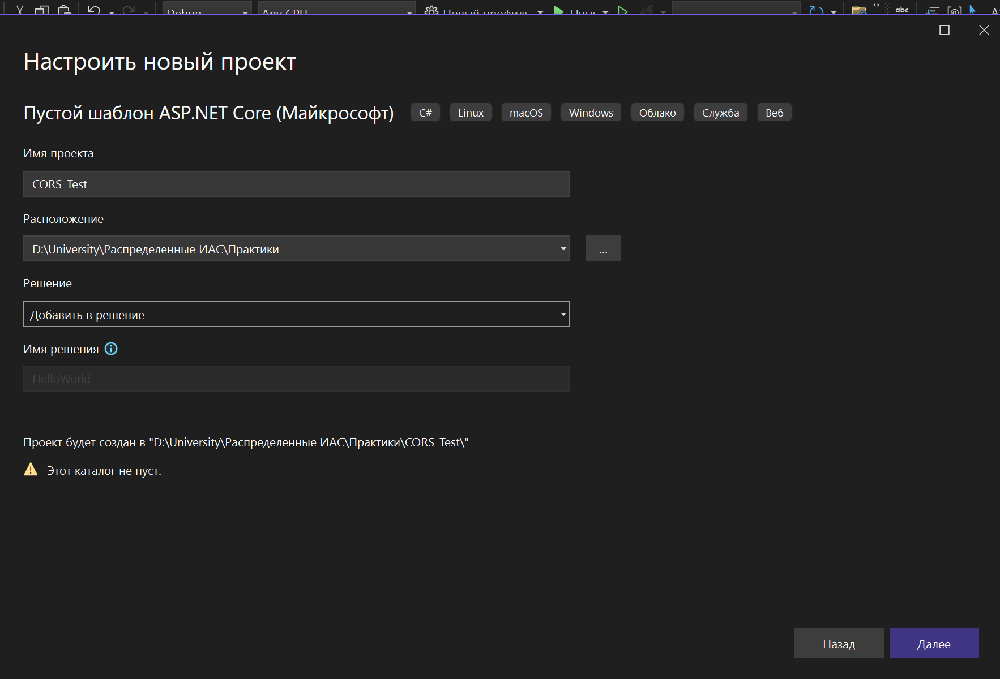 Debug Any CPU Новый профиль Пуск abc
Настроить новый проект
Пустой шаблон ASP.NET Core (Майкрософт) C# Linux macOS Windows Облако Служба Веб
Имя проекта
CORS_Test
Расположение
D:\University\Распределенные ИАС\Практики
...
Решение
Добавить в решение
Имя решения
HelloWorld
Проект будет создан в "D:\University\Распределенные ИАС\Практики\CORS_Test\"
Этот каталог не пуст.
Назад Далее